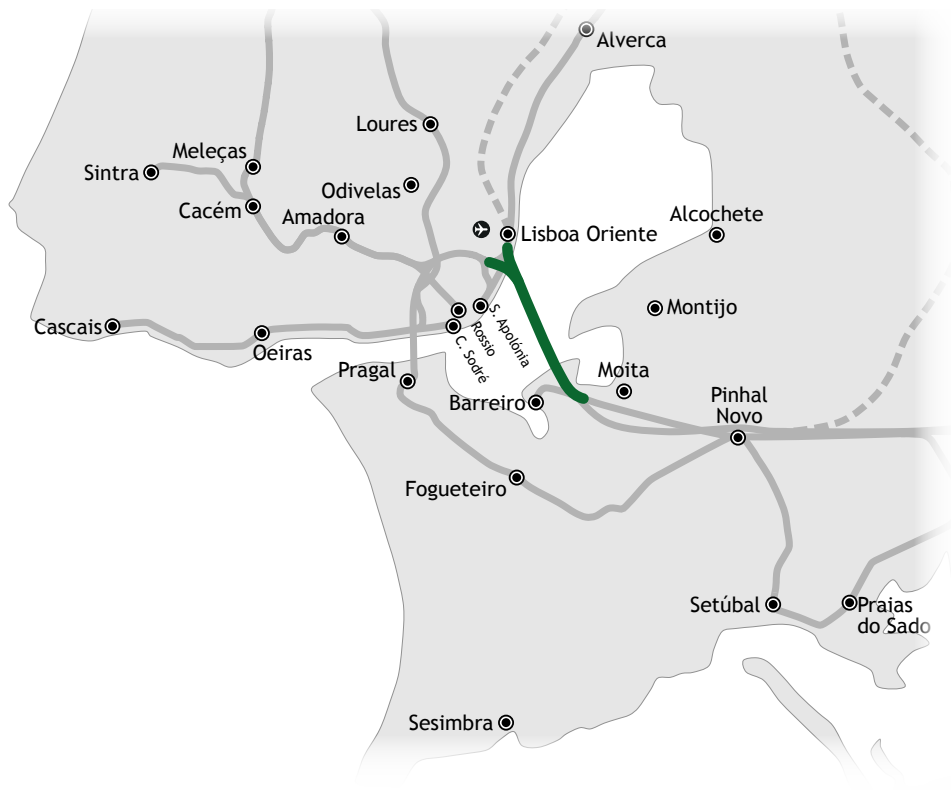 Alverca
Loures
Meleças
Sintra
Odivelas
Cacém
Amadora
Alcochete
Lisboa Oriente
Montijo
Cascais
Oeiras
S. Apolónia
Rossio
C. Sodré
Pragal
Moita
Barreiro
Pinhal
Novo
Fogueteiro
Setúbal
Praias
do Sado
Sesimbra